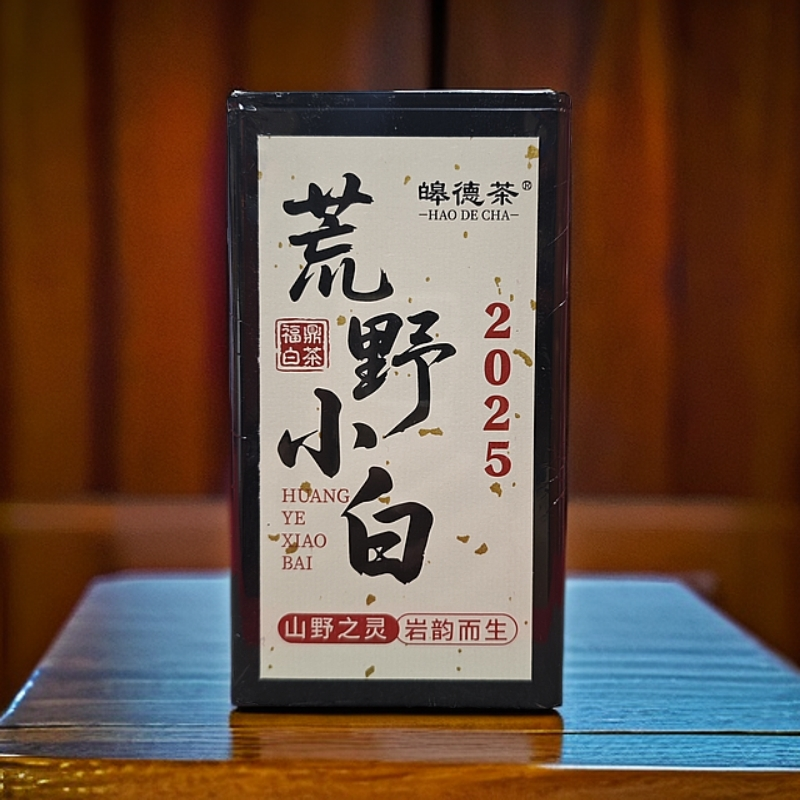 皞德茶®
HAO DE CHA
荒野小白
福鼎
白茶
2025
HUANG
YE
XIAO
BAI
山野之灵 岩韵而生